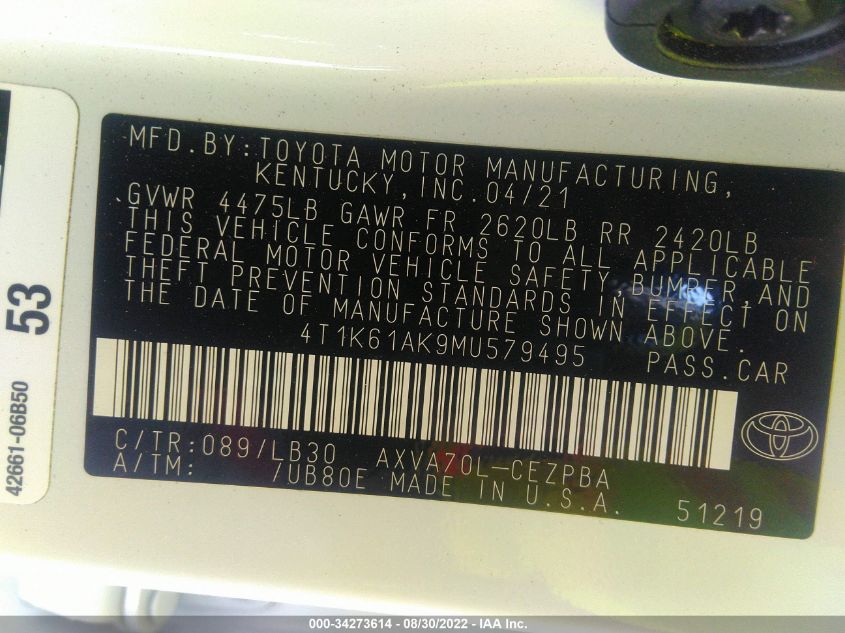 MFD.BY:TOYOTA MOTOR MANUFACTURING,
KENTUCKY,INC.04/21
GVWR 4475LB GAWR FR 2620LB RR 2420LB
THIS VEHICLE CONFORMS TO ALL APPLICABLE
FEDERAL MOTOR VEHICLE SAFETY,BUMPER,AND
THEFT PREVENTION STANDARDS IN EFFECT ON
THE DATE OF MANUFACTURE SHOWN ABOVE.
4T1K61AK9MU579495 PASS.CAR
C/TR:089/LB30 AXVA70L-CEZPBA
A/TM: /UB80E MADE IN U.S.A. 51219
53
42661-06B50
000-34273614 - 08/30/2022 - IAA Inc.